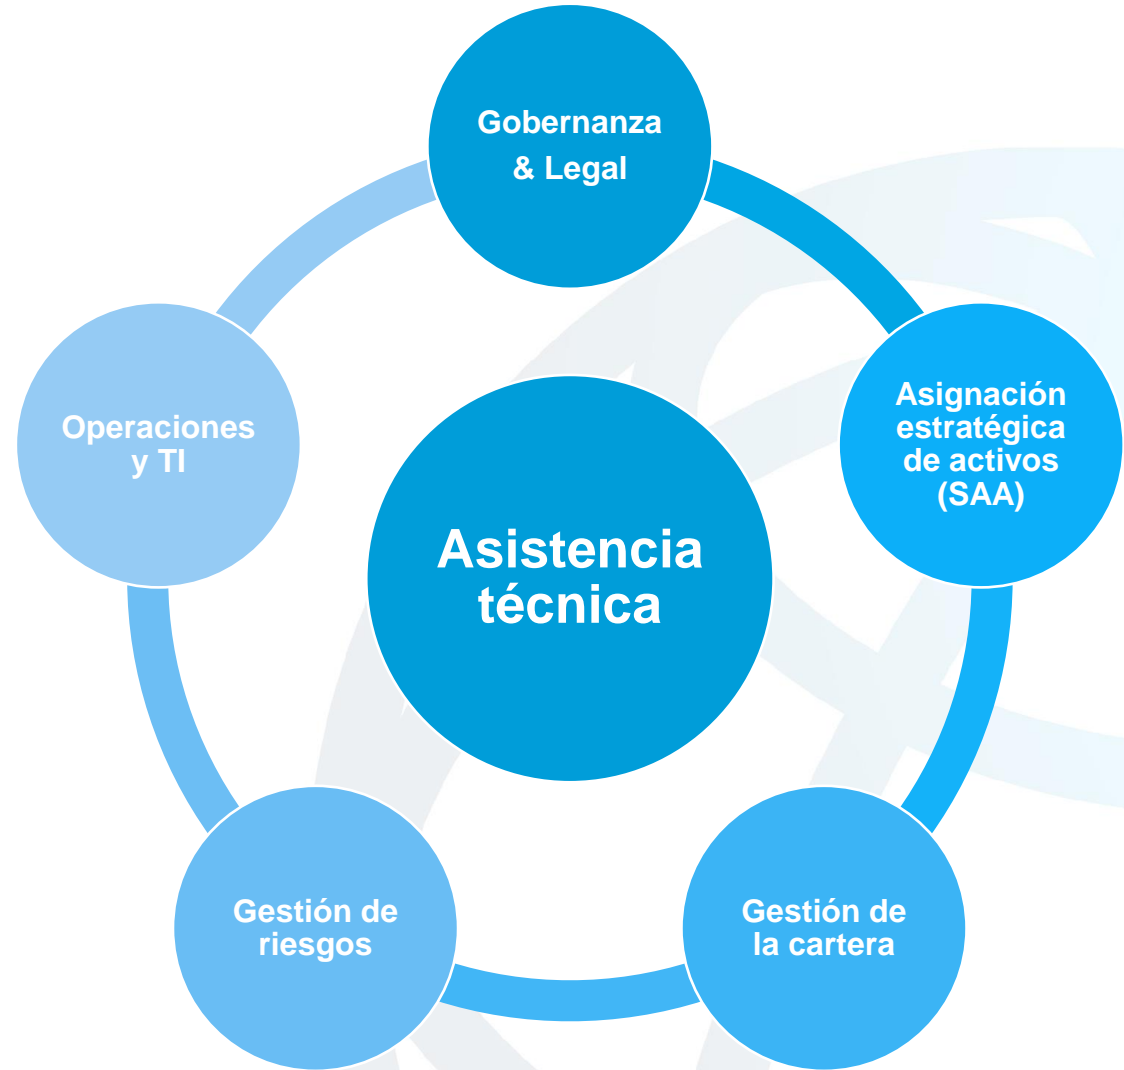 Gobernanza
& Legal
Asignación
estratégica
de activos
(SAA)
Gestión de
la cartera
Gestión de
riesgos
Operaciones
y TI
Asistencia
técnica